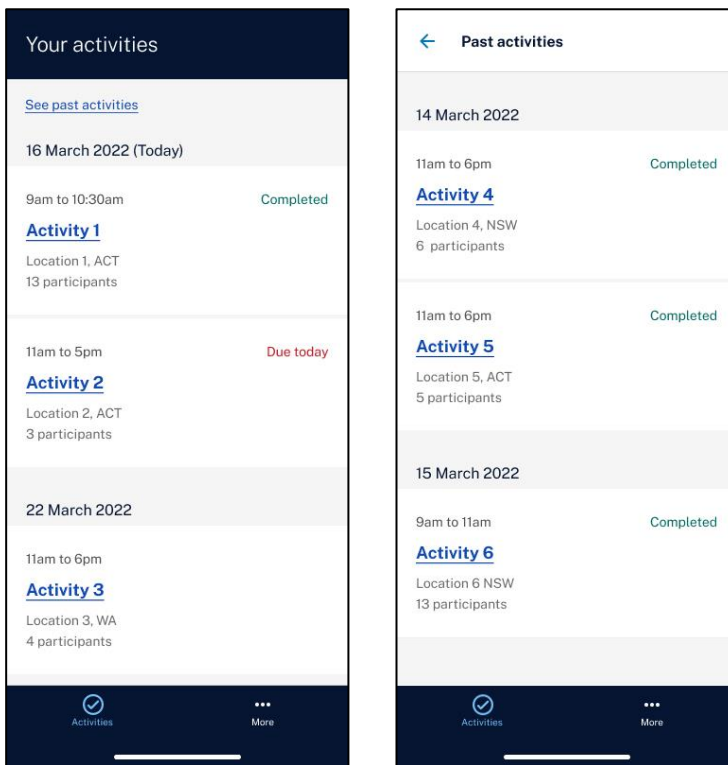 Your activities
See past activities
16 March 2022 (Today)
9am to 10:30am Completed
Activity 1
Location 1, ACT
13 participants
11am to 5pm Due today
Activity 2
Location 2, ACT
3 participants
22 March 2022
11am to 6pm
Activity 3
Location 3, WA
4 participants
Activities More
Past activities
14 March 2022
11am to 6pm Completed
Activity 4
Location 4, NSW
6 participants
11am to 6pm Completed
Activity 5
Location 5, ACT
5 participants
15 March 2022
9am to 11am Completed
Activity 6
Location 6 NSW
13 participants
Activities More